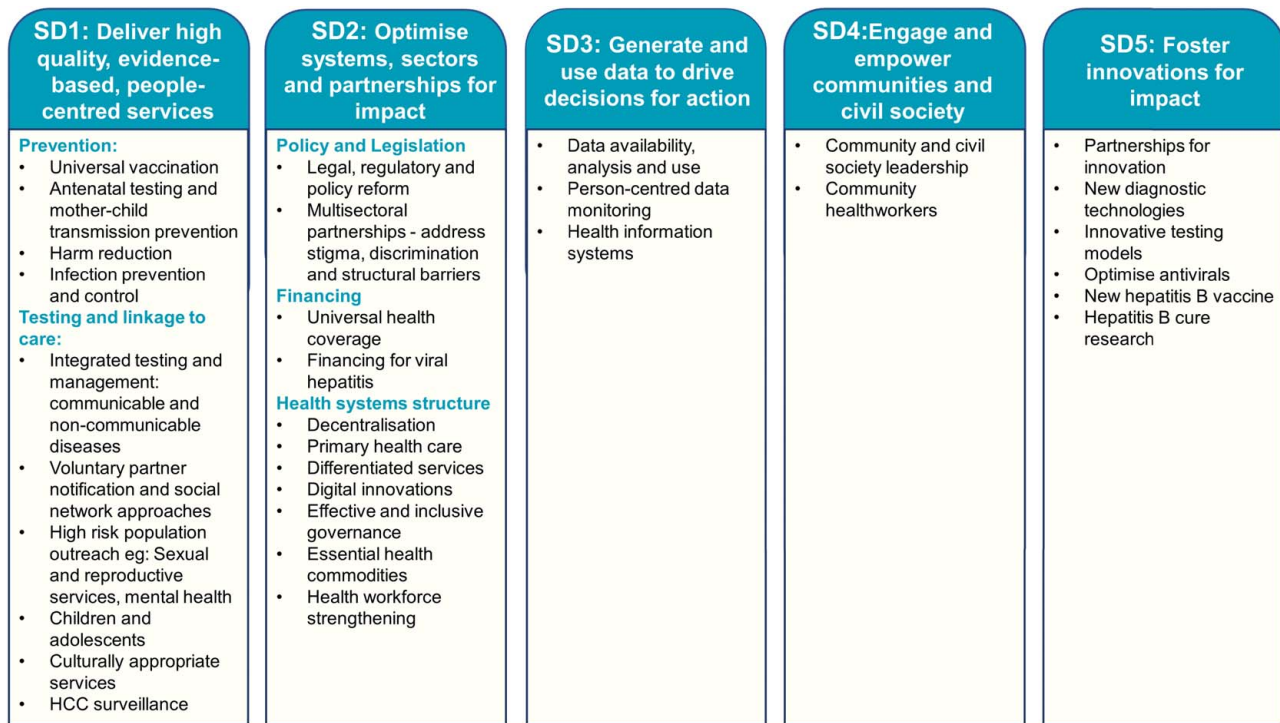 SD1: Deliver high
quality, evidence-
based, people-
centred services
Prevention:
• Universal vaccination
• Antenatal testing and
mother-child
transmission prevention
• Harm reduction
• Infection prevention
and control
Testing and linkage to
care:
• Integrated testing and
management:
communicable and
non-communicable
diseases
• Voluntary partner
notification and social
network approaches
• High risk population
outreach eg: Sexual
and reproductive
services, mental health
• Children and
adolescents
• Culturally appropriate
services
• HCC surveillance
SD2: Optimise
systems, sectors
and partnerships for
impact
Policy and Legislation
• Legal, regulatory and
policy reform
• Multisectoral
partnerships - address
stigma, discrimination
and structural barriers
Financing
• Universal health
coverage
• Financing for viral
hepatitis
Health systems structure
• Decentralisation
• Primary health care
• Differentiated services
• Digital innovations
• Effective and inclusive
governance
• Essential health
commodities
• Health workforce
strengthening
SD3: Generate and
use data to drive
decisions for action
• Data availability,
analysis and use
• Person-centred data
monitoring
• Health information
systems
SD4:Engage and
empower
communities and
civil society
• Community and civil
society leadership
• Community
healthworkers
SD5: Foster
innovations for
impact
• Partnerships for
innovation
• New diagnostic
technologies
• Innovative testing
models
• Optimise antivirals
• New hepatitis B vaccine
• Hepatitis B cure
research